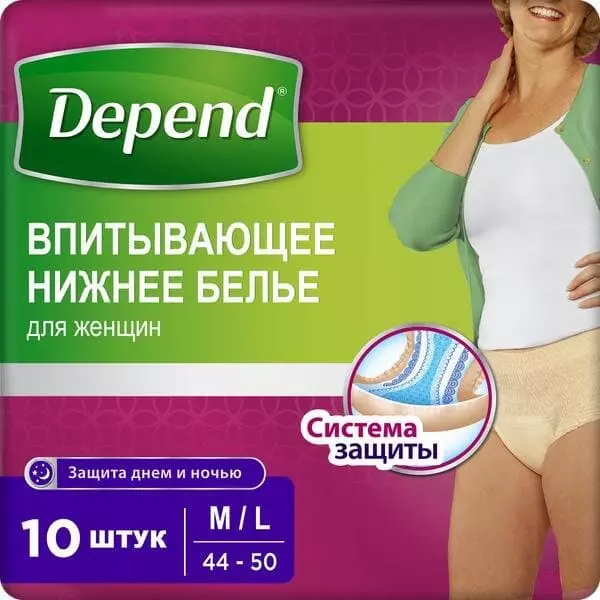 Depend®
ВПИТЫВАЮЩЕЕ
НИЖНЕЕ БЕЛЬЕ
для женщин
Система
защиты
Защита днем и ночью
10 ШТУК
M / L
44 - 50